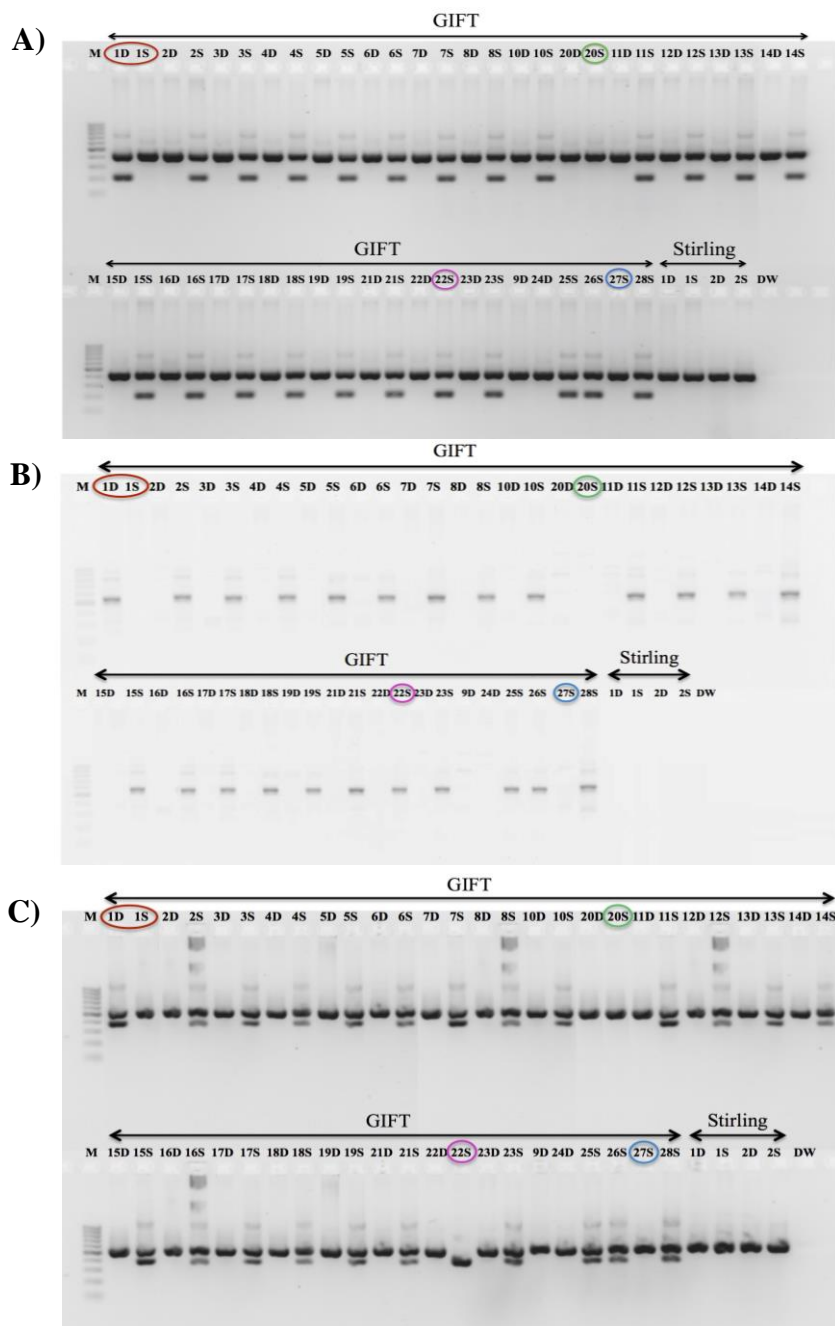 A)
GIFT
M 1D 1S 2D 2S 3D 3S 4D 4S 5D 5S 6D 6S 7D 7S 8D 8S 10D 10S 20D 20S 11D 11S 12D 12S 13D 13S 14D 14S
GIFT Stirling
M 15D 15S 16D 16S 17D 17S 18D 18S 19D 19S 21D 21S 22D 22S 23D 23S 9D 24D 25S 26S 27S 28S 1D 1S 2D 2S DW
B)
GIFT
M 1D 1S 2D 2S 3D 3S 4D 4S 5D 5S 6D 6S 7D 7S 8D 8S 10D 10S 20D 20S 11D 11S 12D 12S 13D 13S 14D 14S
GIFT Stirling
M 15D 15S 16D 16S 17D 17S 18D 18S 19D 19S 21D 21S 22D 22S 23D 23S 9D 24D 25S 26S 27S 28S 1D 1S 2D 2S DW
C)
GIFT
M 1D 1S 2D 2S 3D 3S 4D 4S 5D 5S 6D 6S 7D 7S 8D 8S 10D 10S 20D 20S 11D 11S 12D 12S 13D 13S 14D 14S
GIFT Stirling
M 15D 15S 16D 16S 17D 17S 18D 18S 19D 19S 21D 21S 22D 22S 23D 23S 9D 24D 25S 26S 27S 28S 1D 1S 2D 2S DW